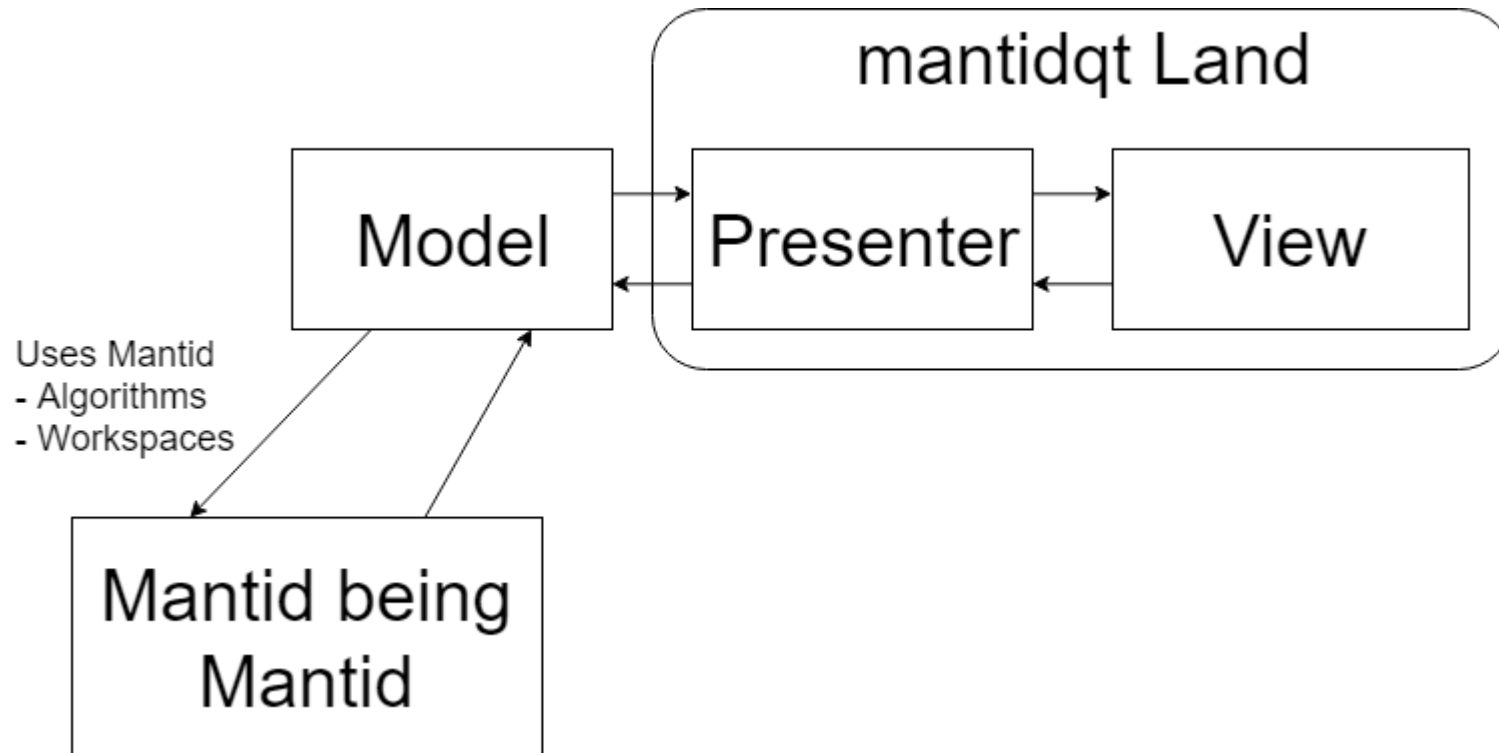 mantidqt Land
Model
Presenter
View
Uses Mantid
- Algorithms
- Workspaces
Mantid being
Mantid